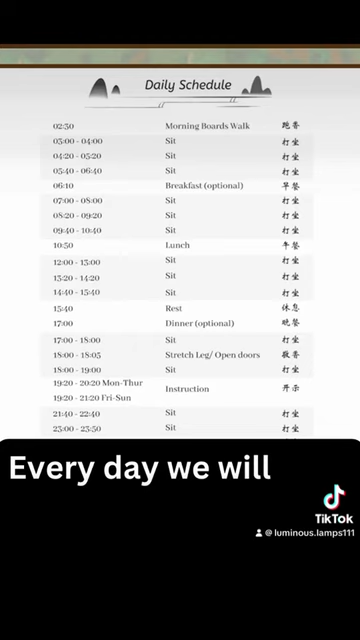 Daily Schedule
02:30 Morning Boards Walk 跑香
03:00 - 04:00 Sit 打坐
04:20 - 05:20 Sit 打坐
05:40 - 06:40 Sit 打坐
06:10 Breakfast (optional) 早餐
07:00 - 08:00 Sit 打坐
08:20 - 09:20 Sit 打坐
09:40 - 10:40 Sit 打坐
10:50 Lunch 午餐
12:00 - 13:00 Sit 打坐
13:20 - 14:20 Sit 打坐
14:40 - 15:40 Sit 打坐
15:40 Rest 休息
17:00 Dinner (optional) 晚餐
17:00 - 18:00 Sit 打坐
18:00 - 18:05 Stretch Leg/ Open doors 散香
18:00 - 19:00 Sit 打坐
19:20 - 20:20 Mon-Thur Instruction 开示
19:20 - 21:20 Fri-Sun
21:40 - 22:40 Sit 打坐
23:00 - 23:50 Sit 打坐
Every day we will
TikTok
@ luminous.lamps111